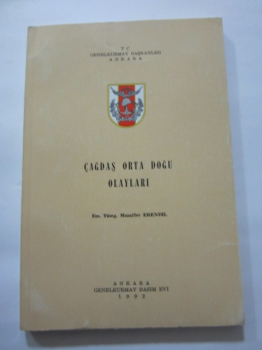 T C
GENELKURMAY BAŞKANLIĞI
ANKARA
ÇAĞDAŞ ORTA DOĞU
OLAYLARI
Em. Tümg. Muzaffer ERENDİL
ANKARA
GENELKURMAY BASIM EVİ
1992